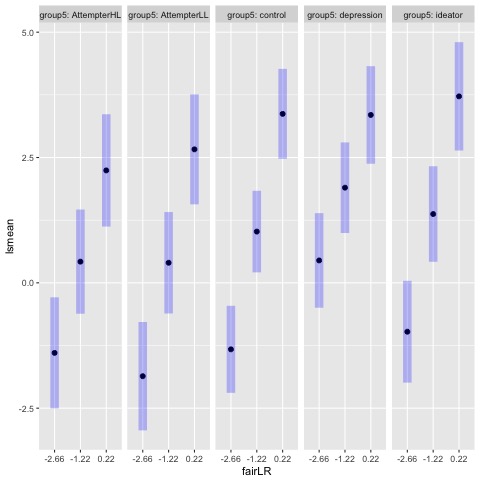 group5: AttempterHL group5: AttempterLL group5: control group5: depression group5: ideator
5.0
2.5
0.0
-2.5
lsmean
-2.66 -1.22 0.22 -2.66 -1.22 0.22 -2.66 -1.22 0.22 -2.66 -1.22 0.22 -2.66 -1.22 0.22
fairLR